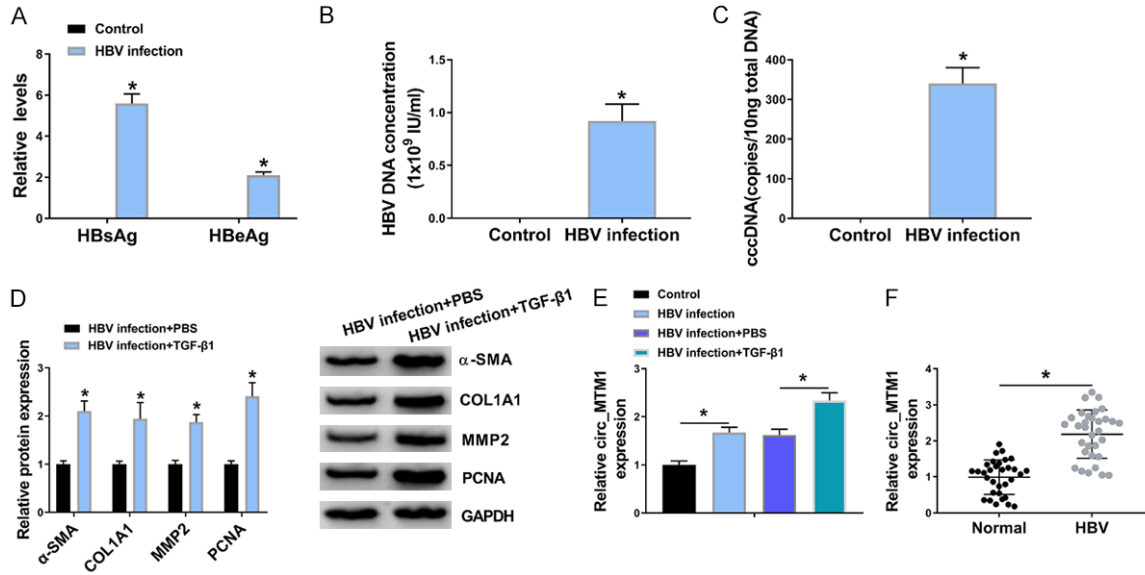 A
Control
HBV infection
Relative levels
8
6
4
2
0
*
*
HBsAg
HBeAg
B
HBV DNA concentration
(1x10⁹ IU/ml)
1.5
1.0
0.5
0.0
*
Control
HBV infection
C
cccDNA(copies/10ng total DNA)
400
300
200
100
0
*
Control
HBV infection
D
HBV infection+PBS
HBV infection+TGF-β1
Relative protein expression
3
2
1
0
*
*
*
*
α-SMA
COL1A1
MMP2
PCNA
HBV infection+PBS
HBV infection+TGF-β1
α-SMA
COL1A1
MMP2
PCNA
GAPDH
E
Control
HBV infection
HBV infection+PBS
HBV infection+TGF-β1
Relative circ_MTM1
expression
3
2
1
0
*
*
F
Relative circ_MTM1
expression
4
3
2
1
0
*
Normal
HBV